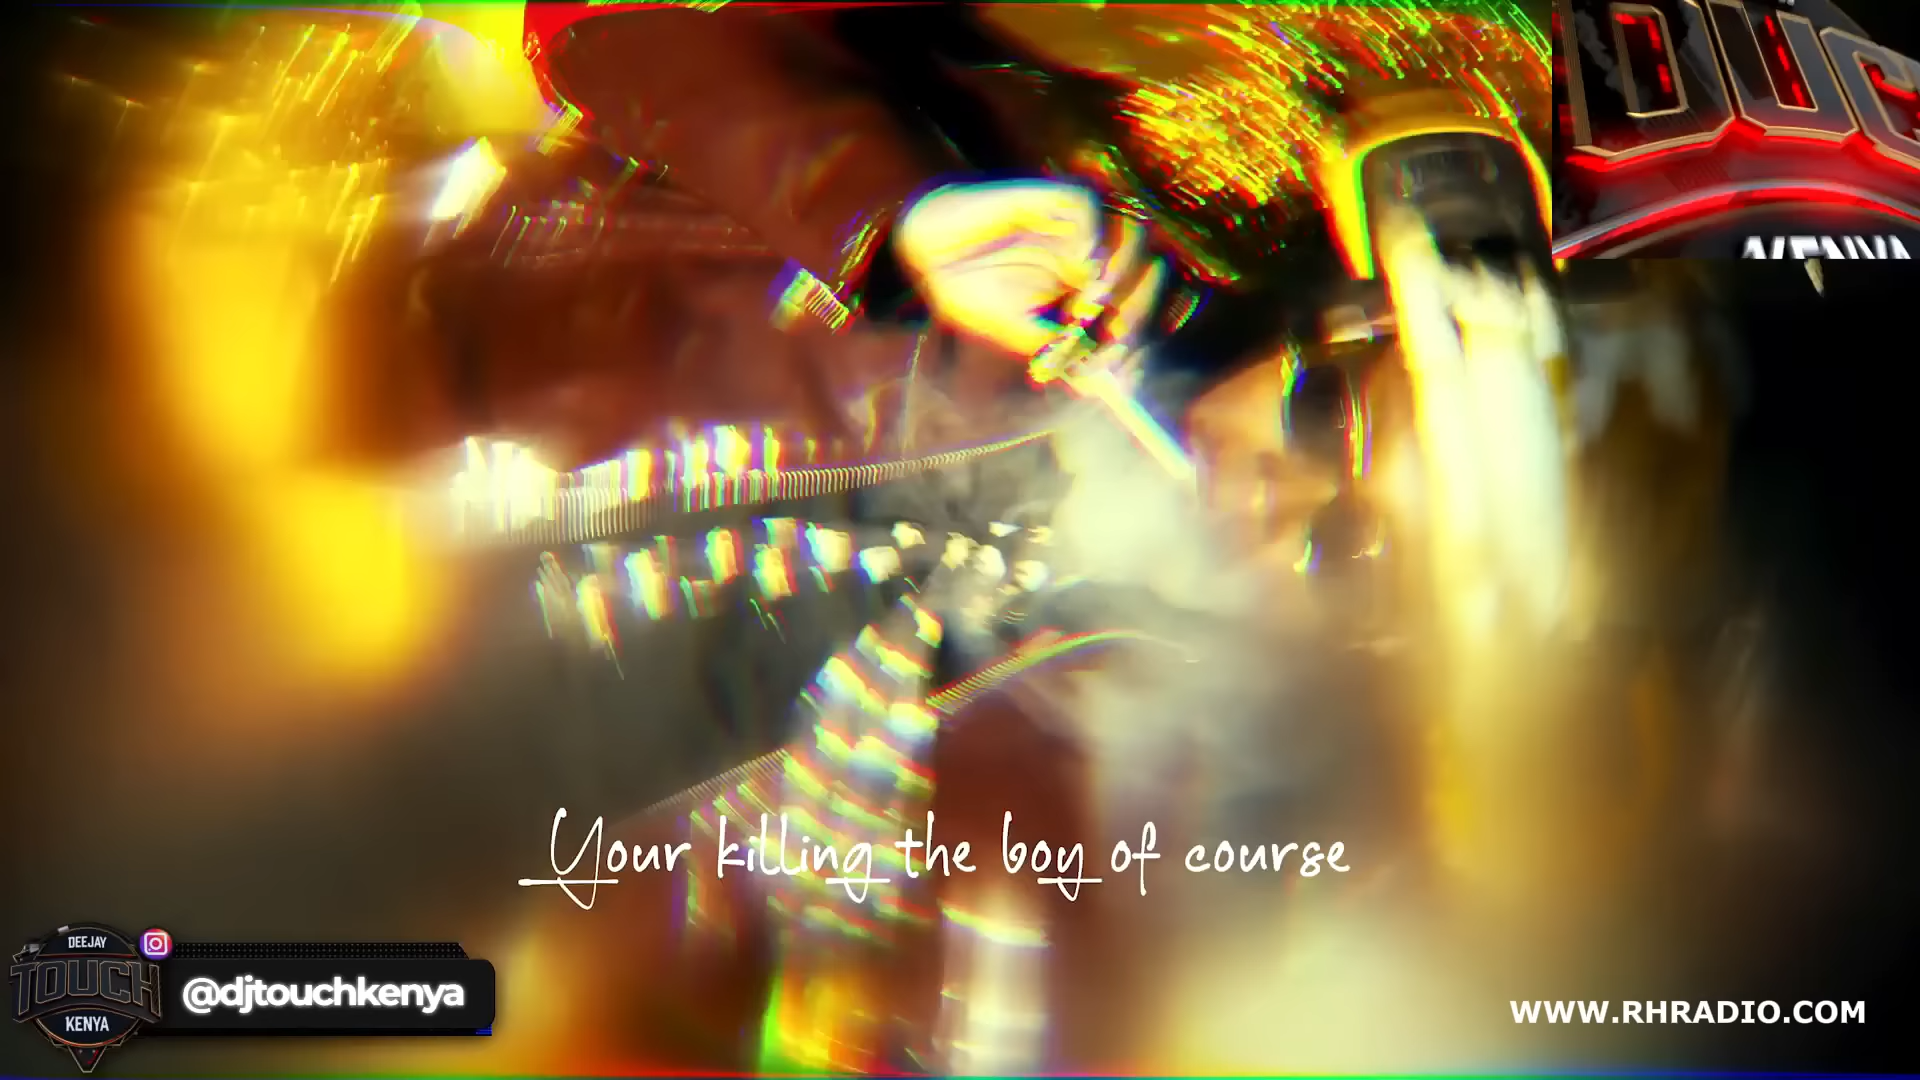 Your killing the boy of course
DEEJAY
TOUCH
KENYA
@djtouchkenya
WWW.RHRADIO.COM